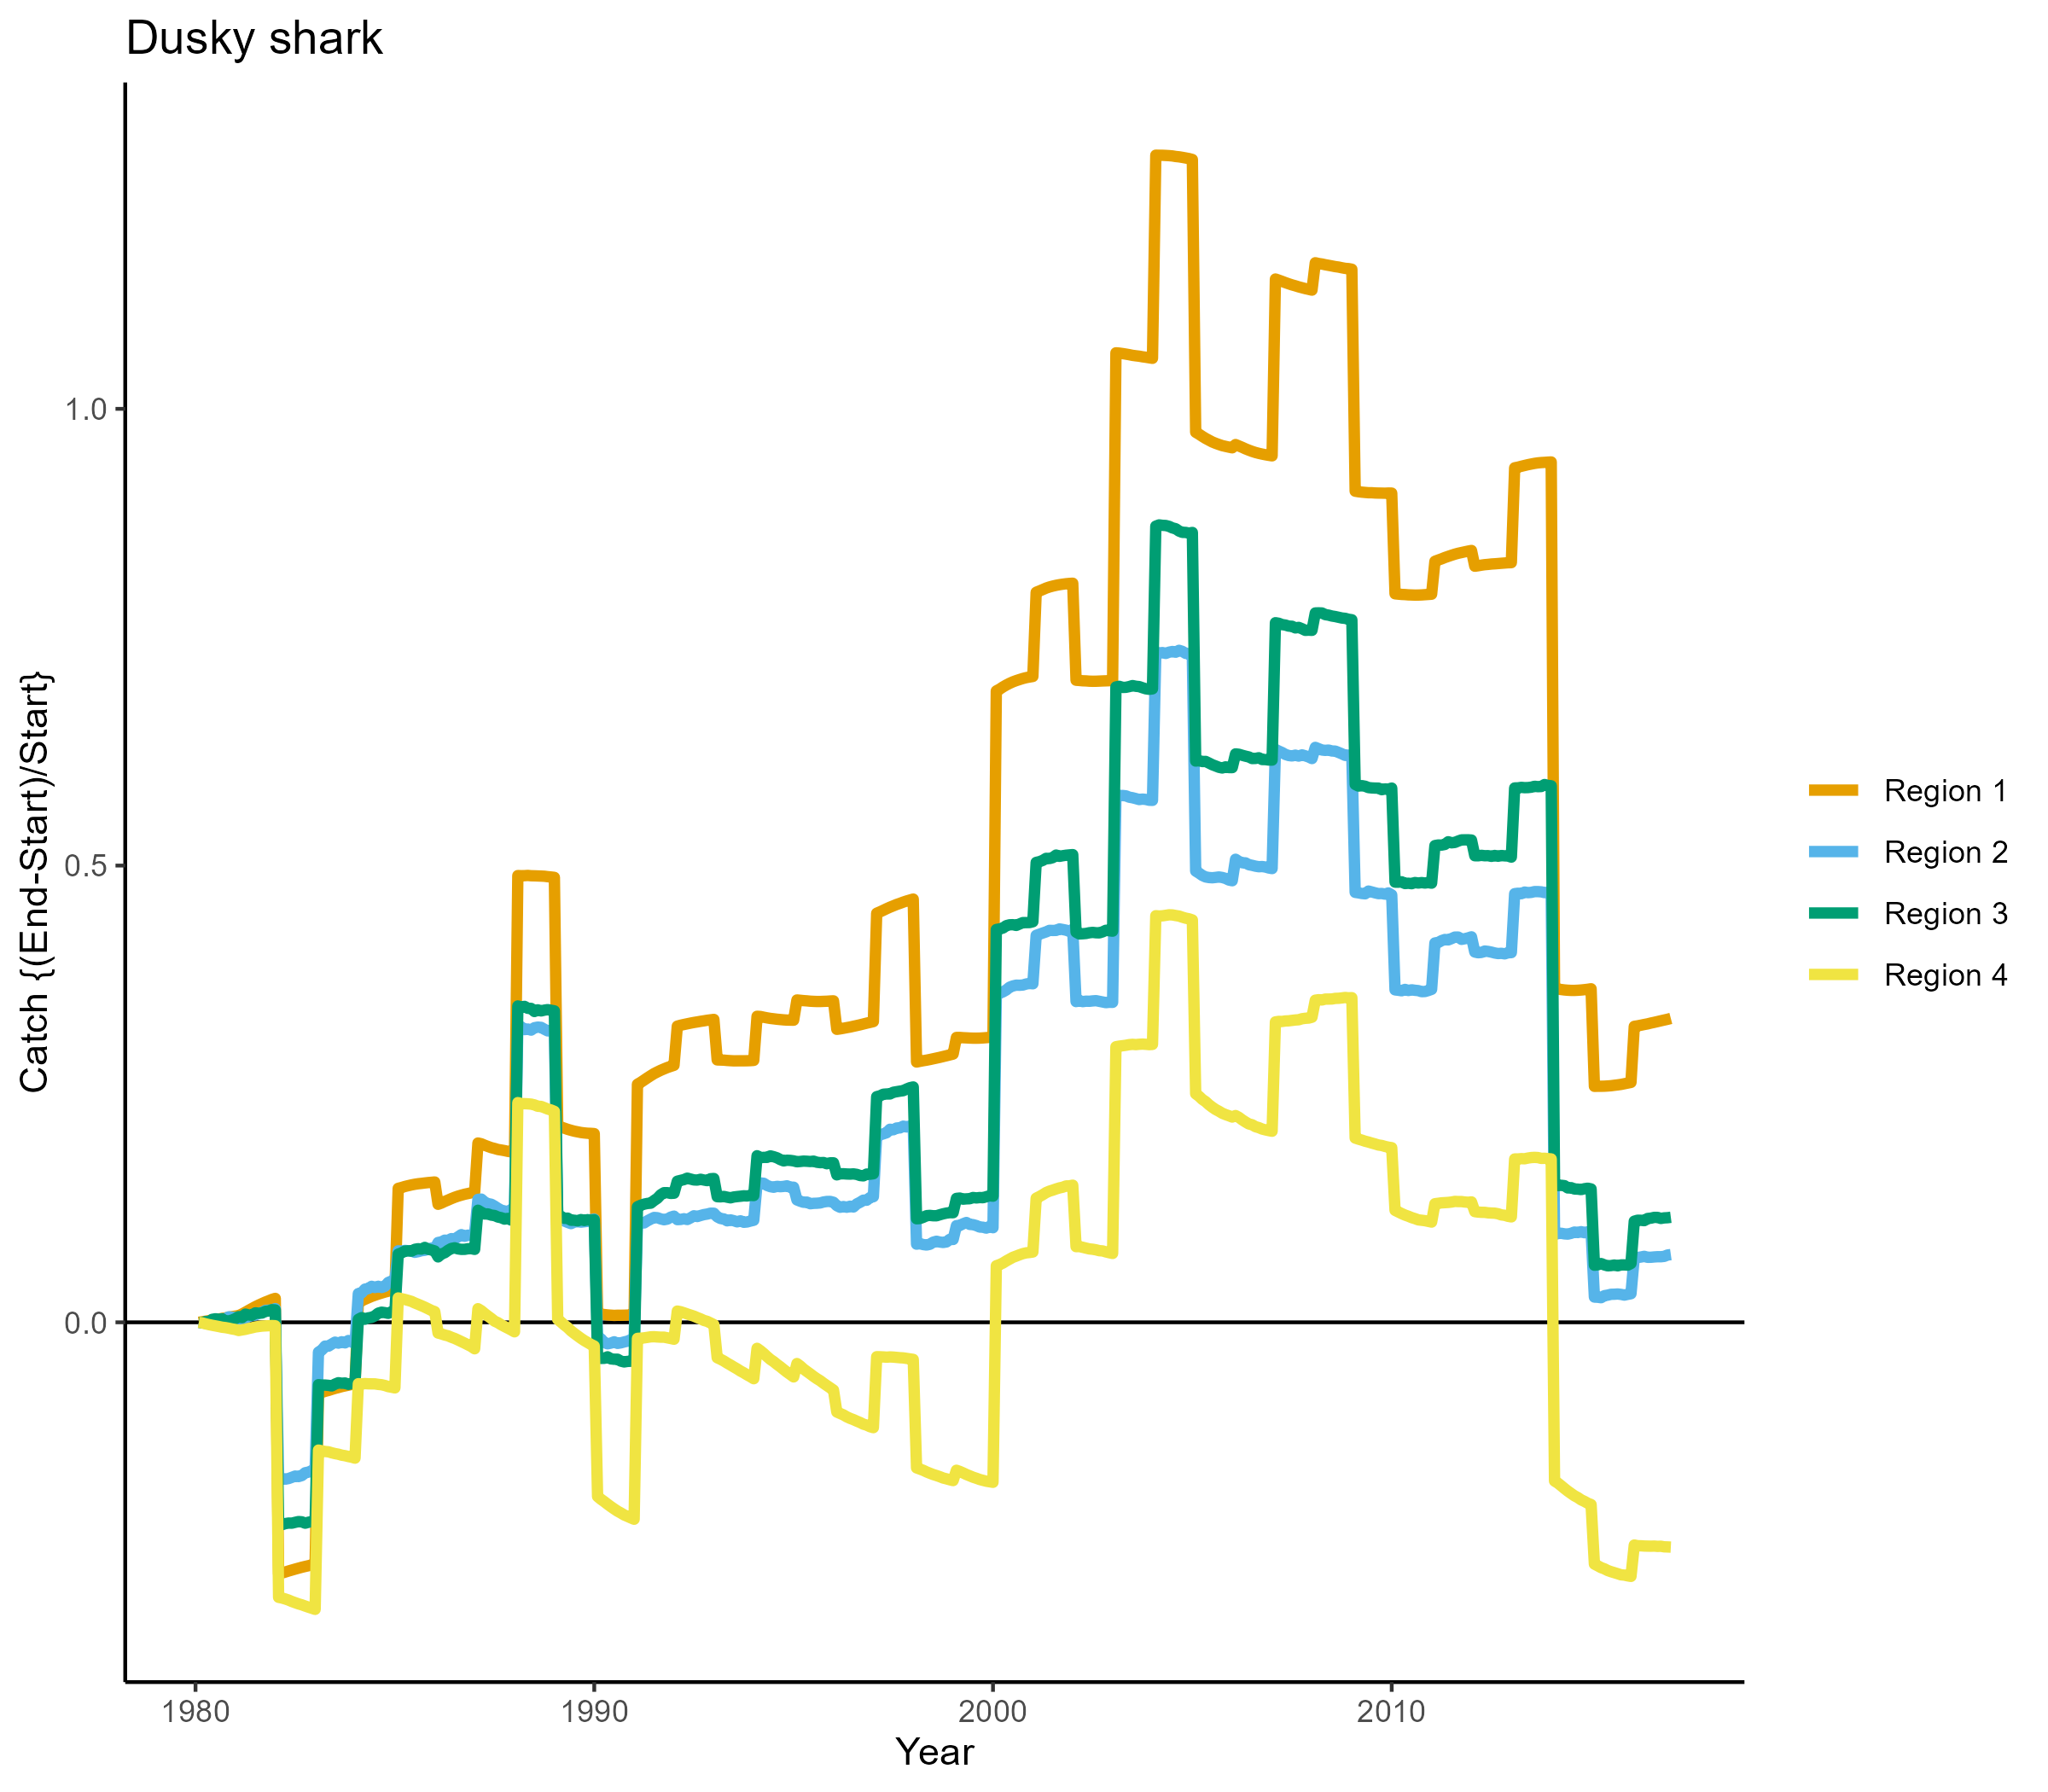 Dusky shark
Catch {(End-Start)/Start}
1.0
0.5
0.0
1980
1990
2000
2010
Year
Region 1
Region 2
Region 3
Region 4